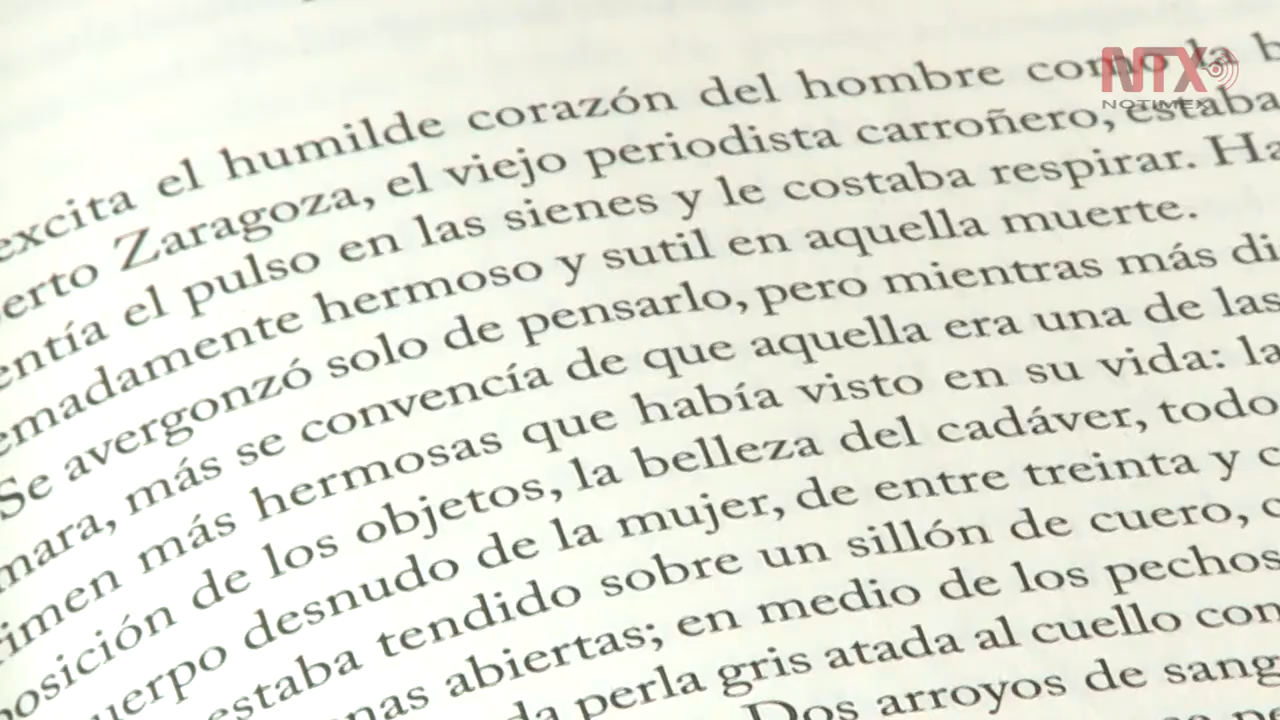 excita el humilde corazón del hombre como la b
erto Zaragoza, el viejo periodista carroñero, estaba
entía el pulso en las sienes y le costaba respirar. Ha
emadamente hermoso y sutil en aquella muerte.
Se avergonzó solo de pensarlo, pero mientras más di
mara, más se convencía de que aquella era una de las
rimen más hermosas que había visto en su vida: la
posición de los objetos, la belleza del cadáver, todo
uerpo desnudo de la mujer, de entre treinta y c
estaba tendido sobre un sillón de cuero, c
nas abiertas; en medio de los pechos
da perla gris atada al cuello con
Dos arroyos de sang
NTX
NOTIMEX